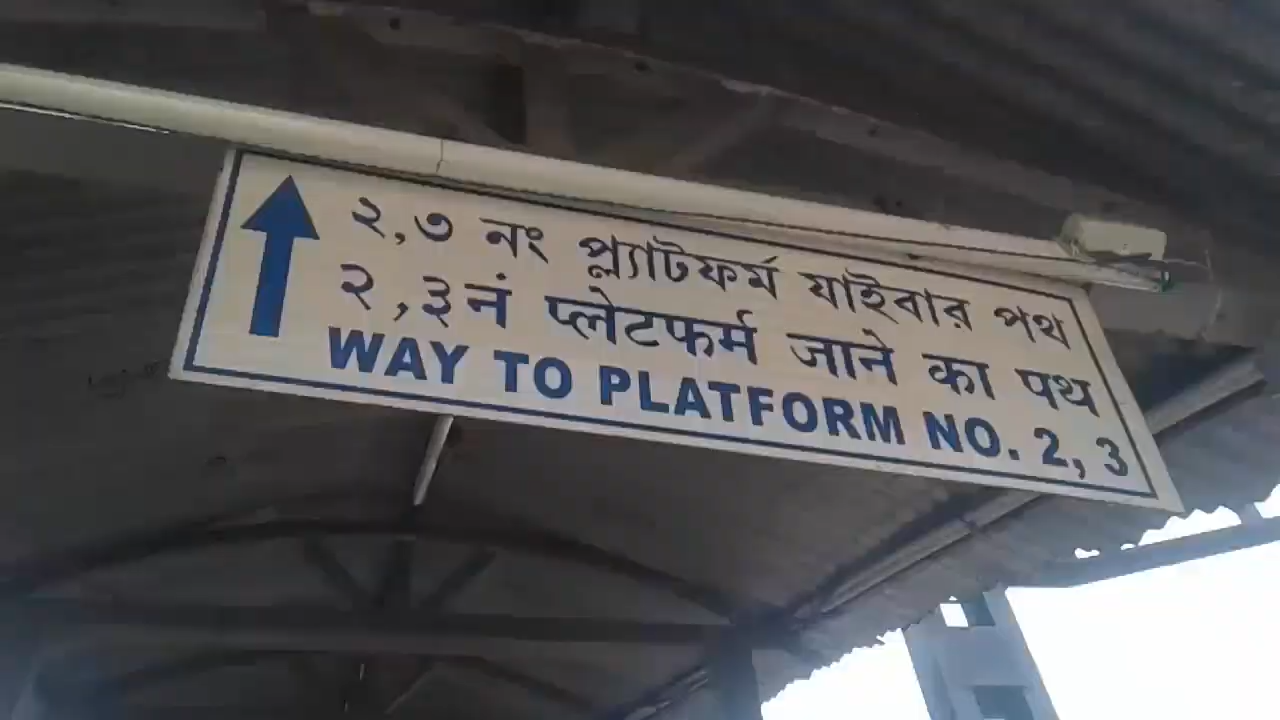 ২,৩ নং প্ল্যাটফর্ম যাইবার পথ
२,३नं प्लेटफर्म जाने का पथ
WAY TO PLATFORM NO. 2, 3